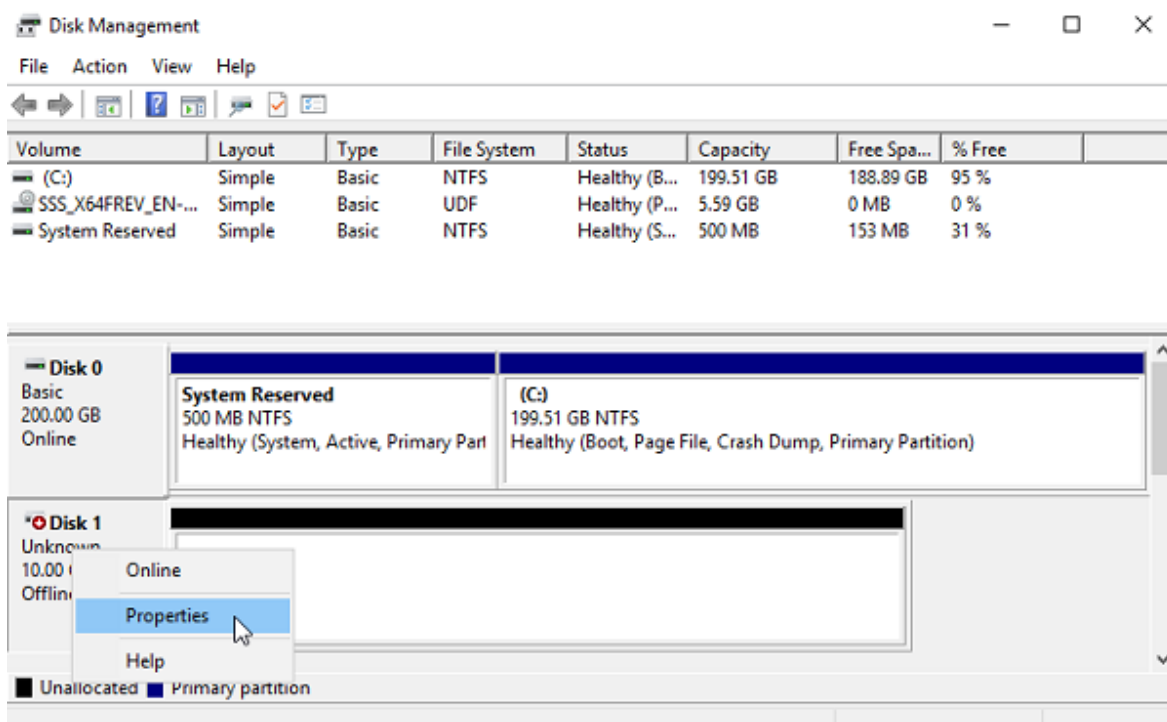 Disk Management
File Action View Help
Volume Layout Type File System Status Capacity Free Spa... % Free
(C:) Simple Basic NTFS Healthy (B... 199.51 GB 188.89 GB 95 %
SSS_X64FREV_EN-... Simple Basic UDF Healthy (P... 5.59 GB 0 MB 0 %
System Reserved Simple Basic NTFS Healthy (S... 500 MB 153 MB 31 %
Disk 0
Basic
200.00 GB
Online
System Reserved
500 MB NTFS
Healthy (System, Active, Primary Part
(C:)
199.51 GB NTFS
Healthy (Boot, Page File, Crash Dump, Primary Partition)
Disk 1
Unknown
10.00
Offline
Online
Properties
Help
Unallocated Primary partition